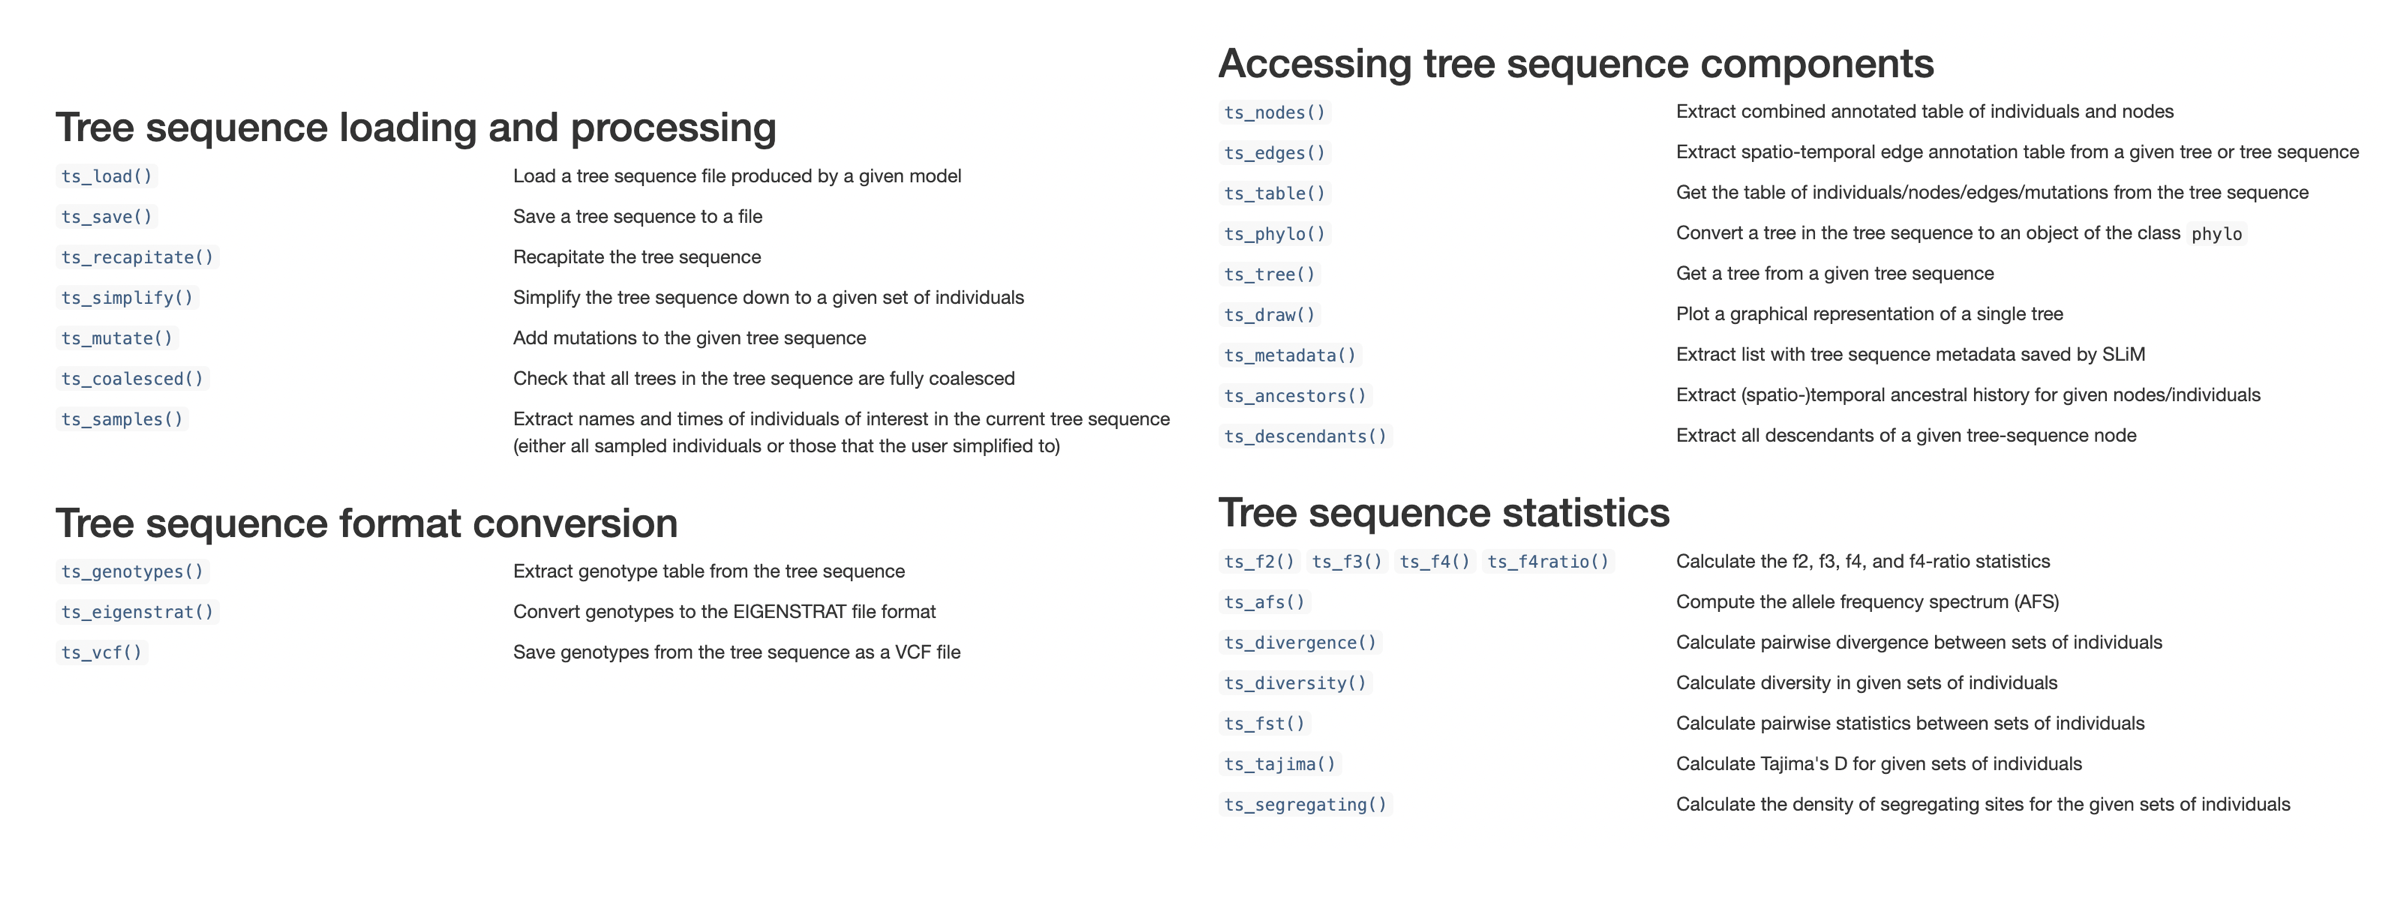 Tree sequence loading and processing
ts_load() Load a tree sequence file produced by a given model
ts_save() Save a tree sequence to a file
ts_recapitate() Recapitate the tree sequence
ts_simplify() Simplify the tree sequence down to a given set of individuals
ts_mutate() Add mutations to the given tree sequence
ts_coalesced() Check that all trees in the tree sequence are fully coalesced
ts_samples() Extract names and times of individuals of interest in the current tree sequence
(either all sampled individuals or those that the user simplified to)
Tree sequence format conversion
ts_genotypes() Extract genotype table from the tree sequence
ts_eigenstrat() Convert genotypes to the EIGENSTRAT file format
ts_vcf() Save genotypes from the tree sequence as a VCF file
Accessing tree sequence components
ts_nodes() Extract combined annotated table of individuals and nodes
ts_edges() Extract spatio-temporal edge annotation table from a given tree or tree sequence
ts_table() Get the table of individuals/nodes/edges/mutations from the tree sequence
ts_phylo() Convert a tree in the tree sequence to an object of the class phylo
ts_tree() Get a tree from a given tree sequence
ts_draw() Plot a graphical representation of a single tree
ts_metadata() Extract list with tree sequence metadata saved by SLiM
ts_ancestors() Extract (spatio-)temporal ancestral history for given nodes/individuals
ts_descendants() Extract all descendants of a given tree-sequence node
Tree sequence statistics
ts_f2() ts_f3() ts_f4() ts_f4ratio() Calculate the f2, f3, f4, and f4-ratio statistics
ts_afs() Compute the allele frequency spectrum (AFS)
ts_divergence() Calculate pairwise divergence between sets of individuals
ts_diversity() Calculate diversity in given sets of individuals
ts_fst() Calculate pairwise statistics between sets of individuals
ts_tajima() Calculate Tajima's D for given sets of individuals
ts_segregating() Calculate the density of segregating sites for the given sets of individuals